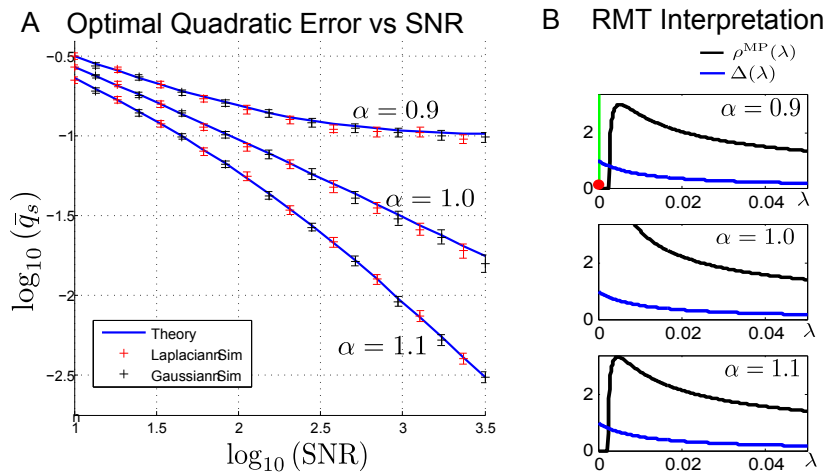 A Optimal Quadratic Error vs SNR
-0.5
-1
-1.5
-2
-2.5
log₁₀ (q̄ₛ)
α = 0.9
α = 1.0
α = 1.1
Theory
LaplaciannSim
GaussiannSim
1 1.5 2 2.5 3 3.5
log₁₀ (SNR)
B RMT Interpretation
ρᴹᴾ(λ)
Δ(λ)
α = 0.9
2
0
0 0.02 0.04 λ
α = 1.0
2
0
0 0.02 0.04 λ
α = 1.1
2
0
0 0.02 0.04 λ